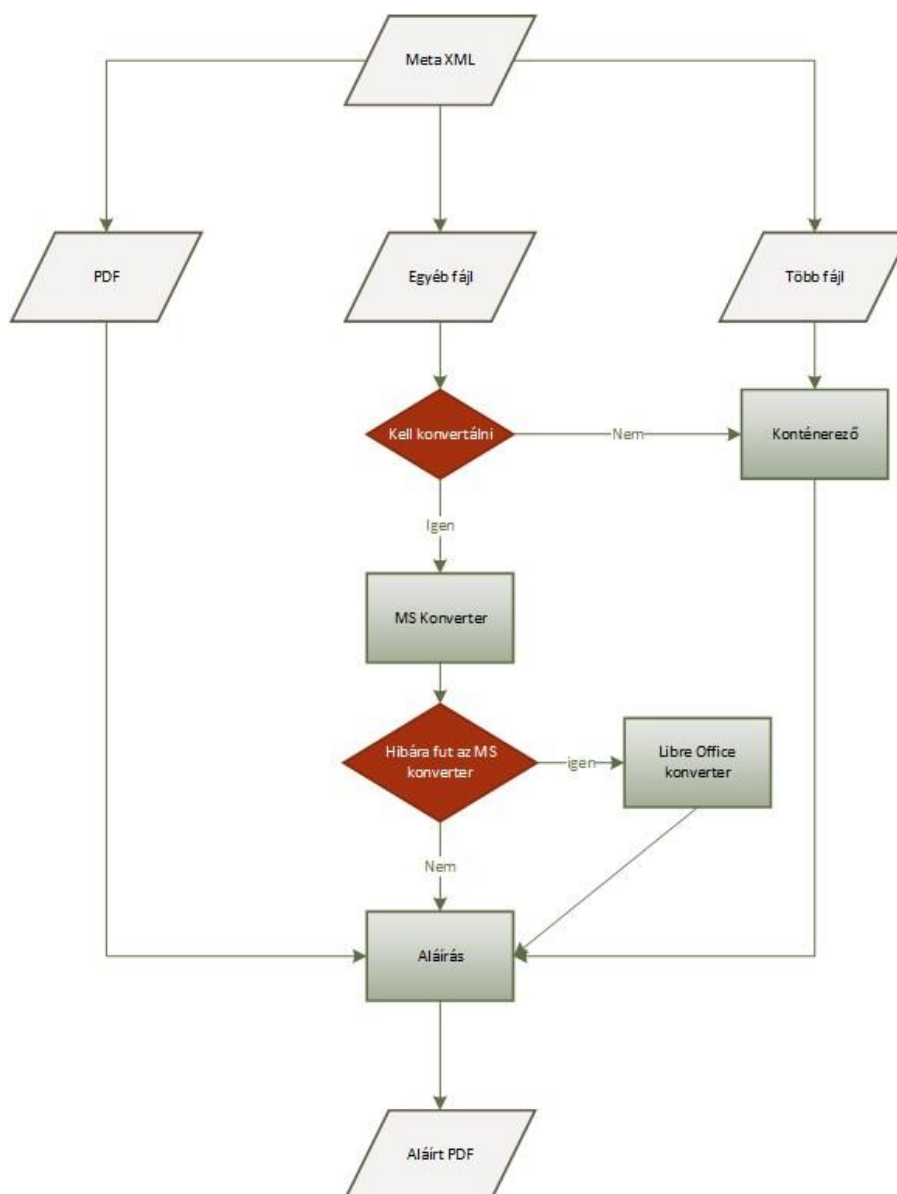 Meta XML
PDF
Egyéb fájl
Több fájl
Kell konvertálni
Nem
Konténerező
Igen
MS Konverter
Hibára fut az MS
konverter
igen
Libre Office
konverter
Nem
Aláírás
Aláírt PDF